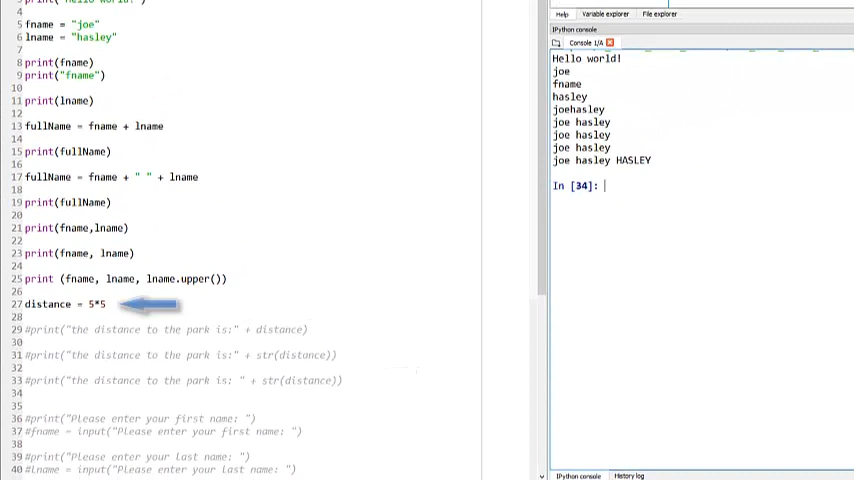 print("Hello world!")
4
5 fname = "joe"
6 lname = "hasley"
7
8 print(fname)
9 print("fname")
10
11 print(lname)
12
13 fullName = fname + lname
14
15 print(fullName)
16
17 fullName = fname + " " + lname
18
19 print(fullName)
20
21 print(fname,lname)
22
23 print(fname, lname)
24
25 print (fname, lname, lname.upper())
26
27 distance = 5*5
28
29 #print("the distance to the park is:" + distance)
30
31 #print("the distance to the park is:" + str(distance))
32
33 #print("the distance to the park is: " + str(distance))
34
35
36 #print("Please enter your first name: ")
37 #fname = input("Please enter your first name: ")
38
39 #print("Please enter your last name: ")
40 #lname = input("Please enter your last name: ")
Help Variable explorer File explorer
IPython console
Console 1/A
Hello world!
joe
fname
hasley
joehasley
joe hasley
joe hasley
joe hasley
joe hasley HASLEY
In [34]:
IPython console History log